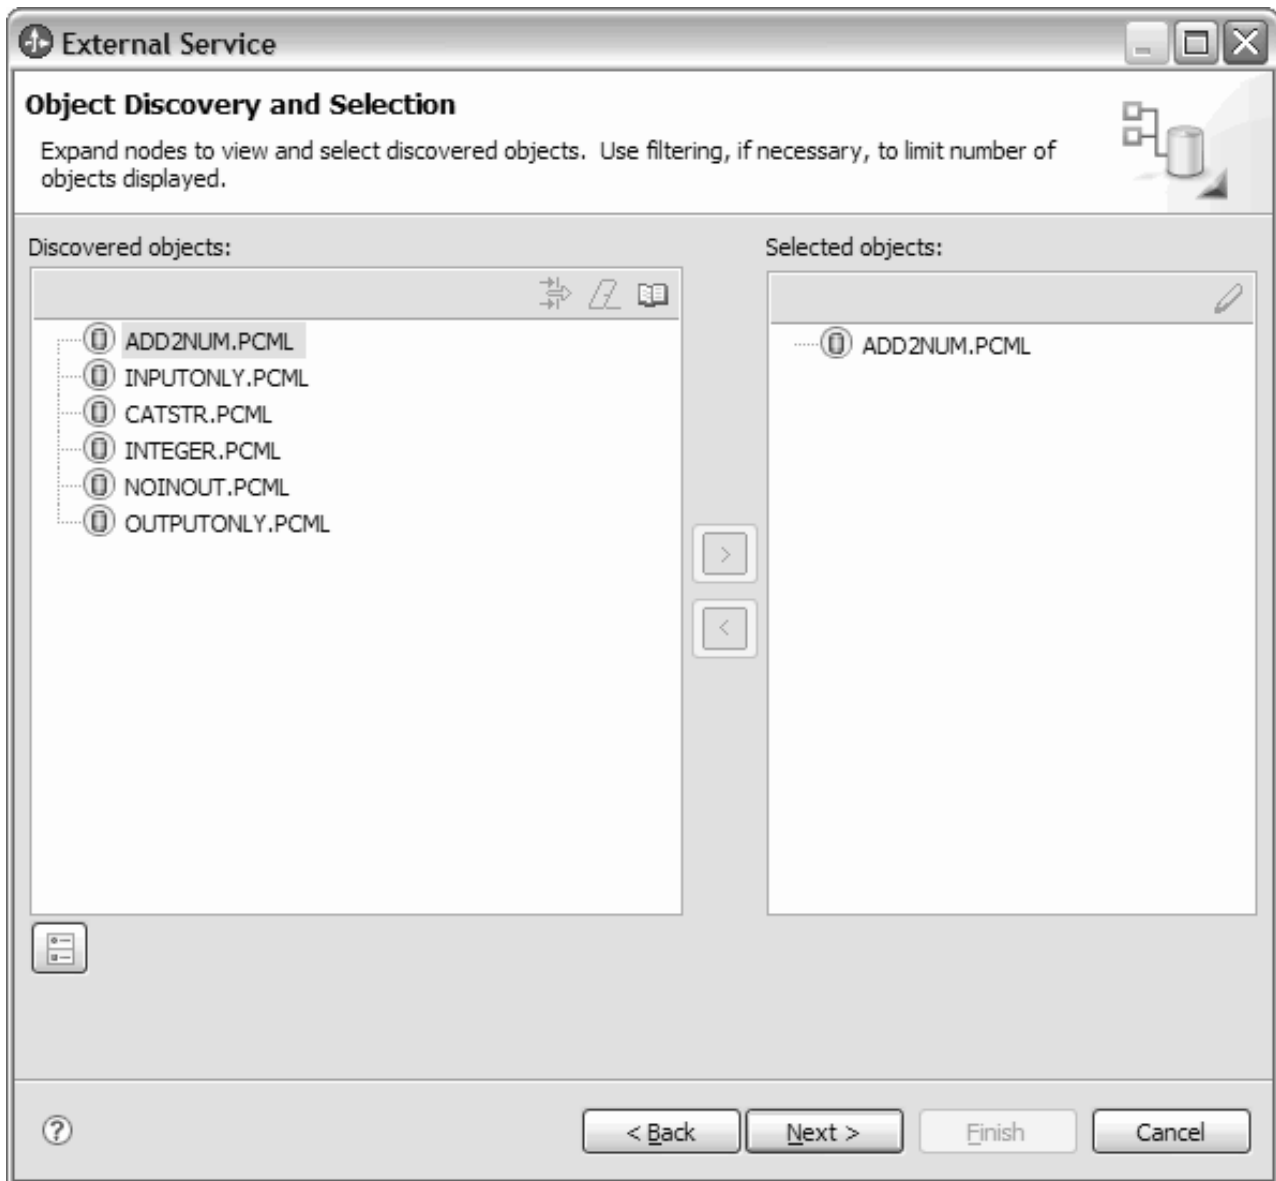 External Service
Object Discovery and Selection
Expand nodes to view and select discovered objects.  Use filtering, if necessary, to limit number of
objects displayed.
Discovered objects:
ADD2NUM.PCML
INPUTONLY.PCML
CATSTR.PCML
INTEGER.PCML
NOINOUT.PCML
OUTPUTONLY.PCML
>
<
Selected objects:
ADD2NUM.PCML
?
< Back
Next >
Finish
Cancel